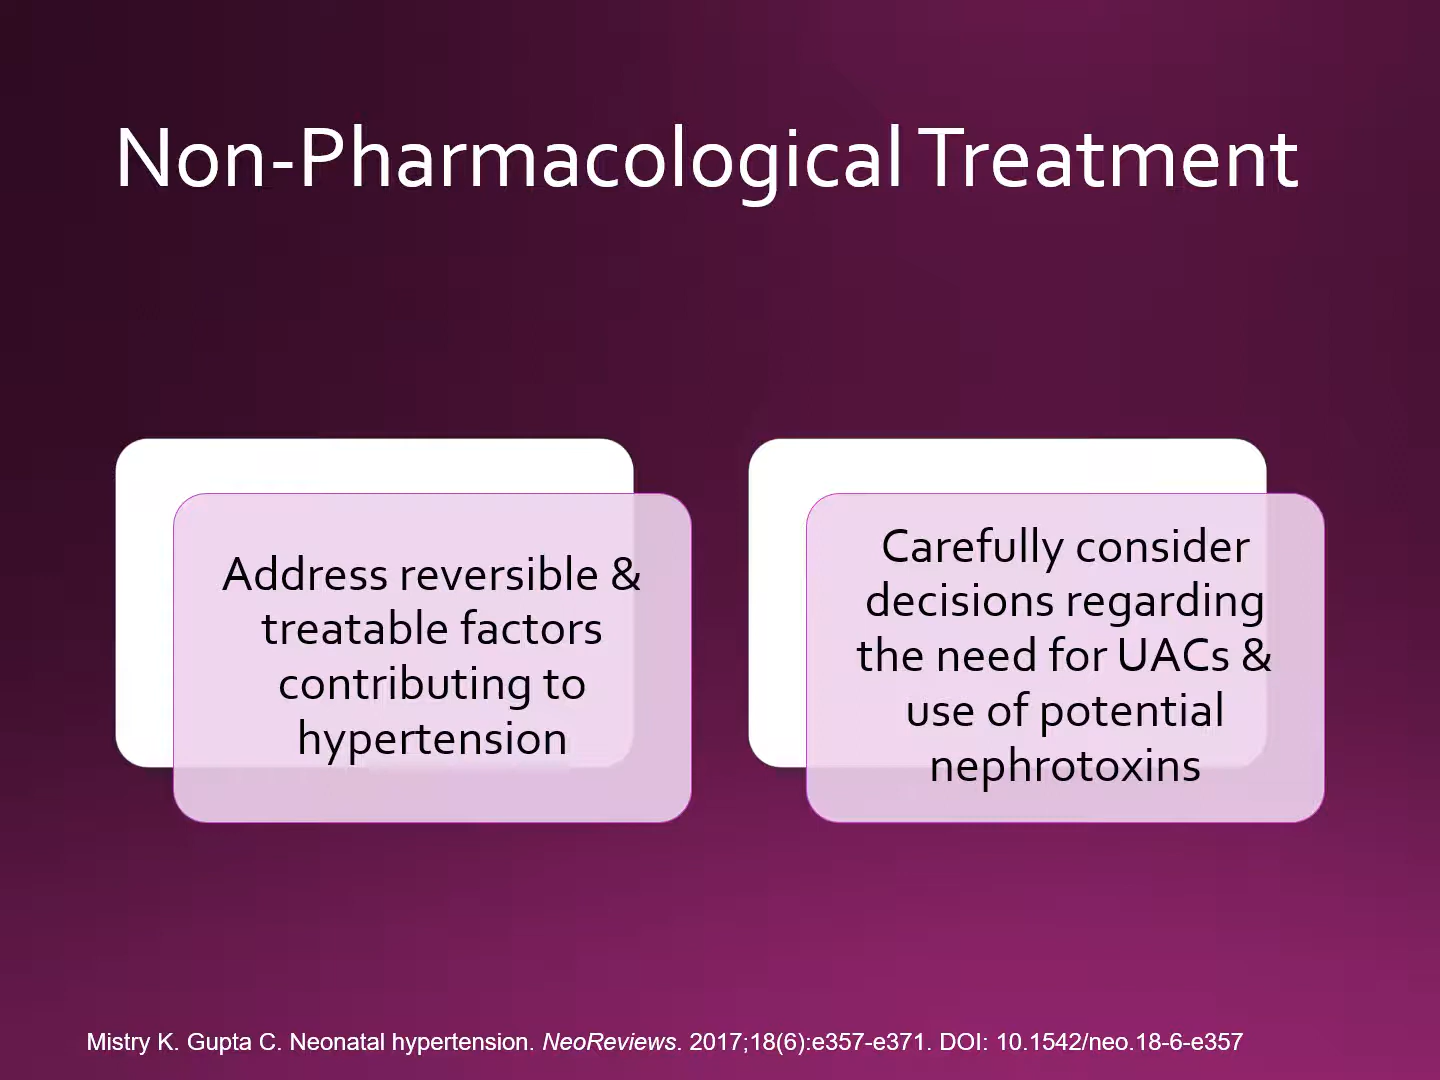 Non-Pharmacological Treatment
Address reversible &
treatable factors
contributing to
hypertension
Carefully consider
decisions regarding
the need for UACs &
use of potential
nephrotoxins
Mistry K. Gupta C. Neonatal hypertension. NeoReviews. 2017;18(6):e357-e371. DOI: 10.1542/neo.18-6-e357